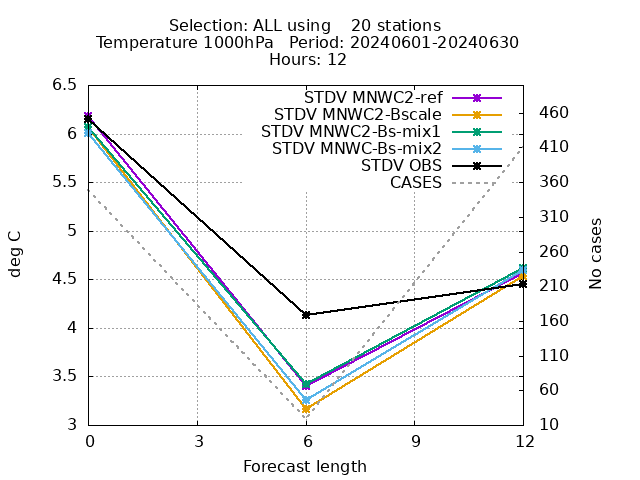 Selection: ALL using    20 stations
Temperature 1000hPa   Period: 20240601-20240630
Hours: 12
STDV MNWC2-ref
STDV MNWC2-Bscale
STDV MNWC2-Bs-mix1
STDV MNWC-Bs-mix2
STDV OBS
CASES
6.5
6
5.5
5
4.5
4
3.5
3
deg C
460
410
360
310
260
210
160
110
60
10
No cases
0 3 6 9 12
Forecast length